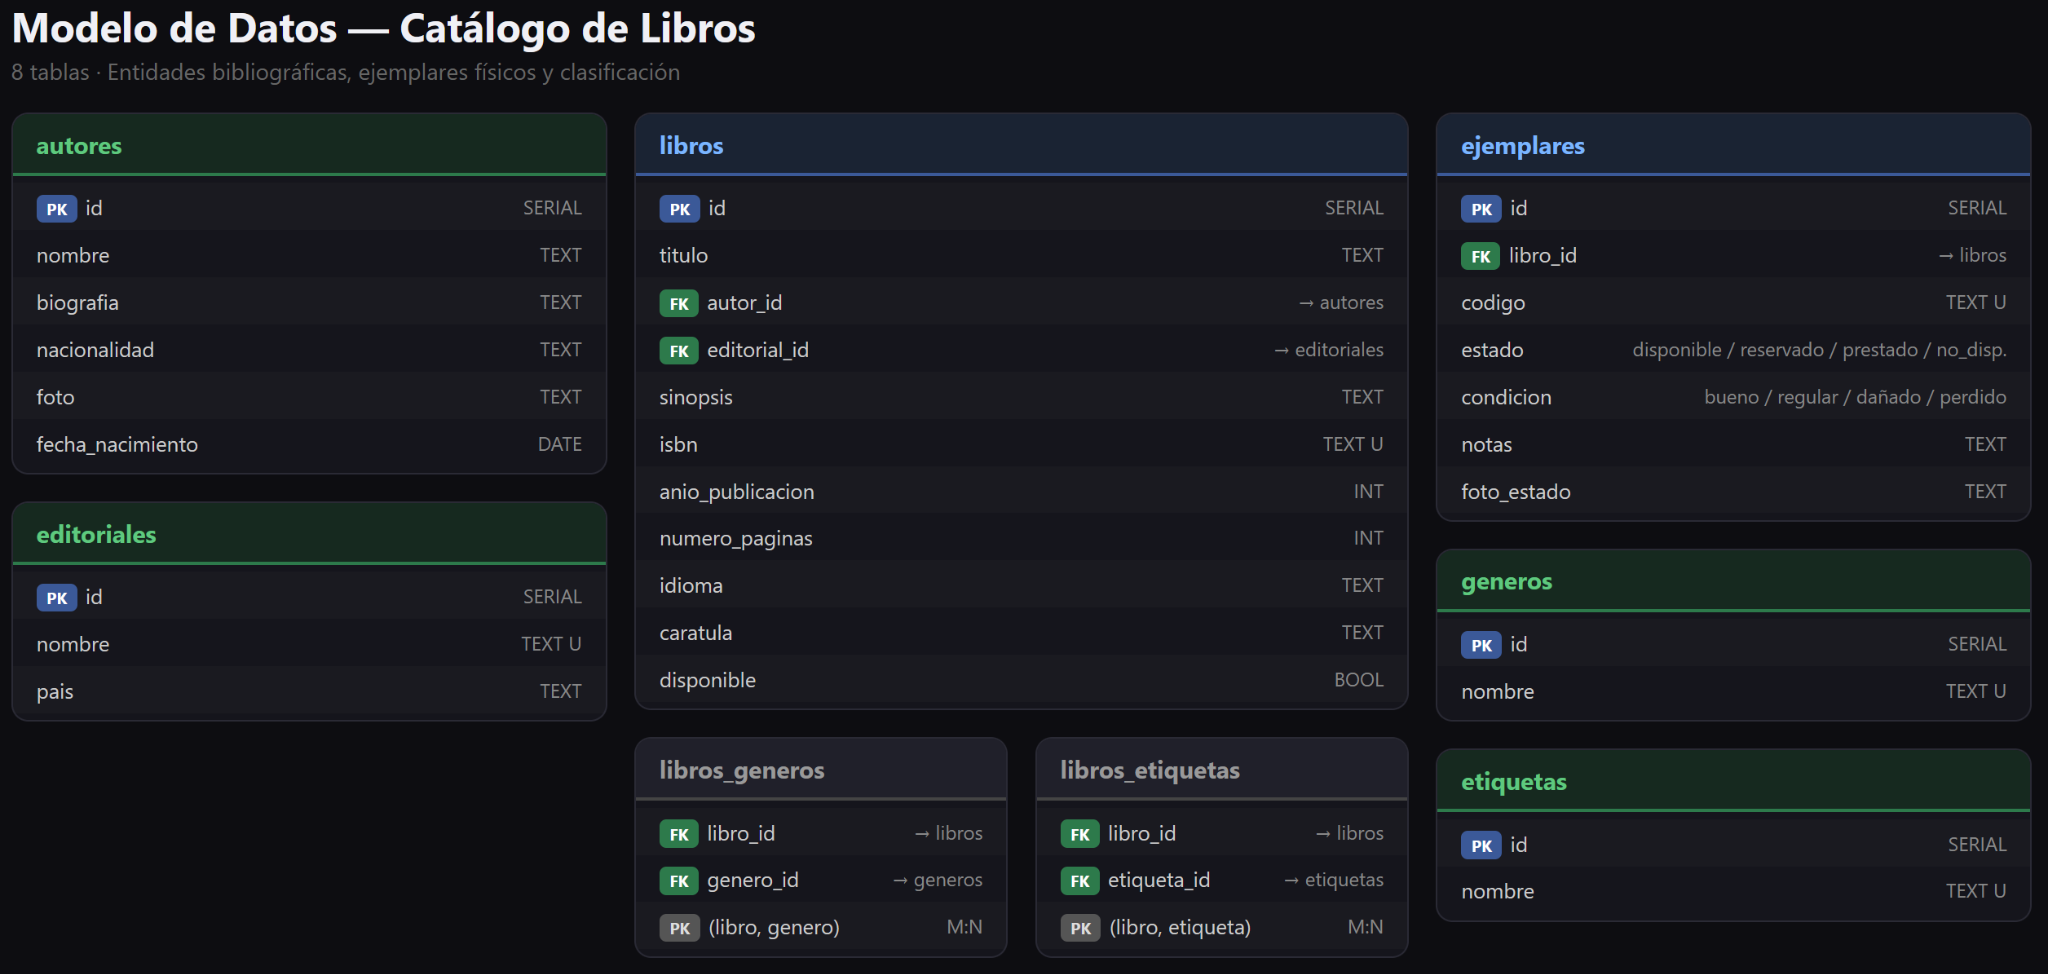 Modelo de Datos — Catálogo de Libros
8 tablas · Entidades bibliográficas, ejemplares físicos y clasificación
autores
PK id SERIAL
nombre TEXT
biografia TEXT
nacionalidad TEXT
foto TEXT
fecha_nacimiento DATE
editoriales
PK id SERIAL
nombre TEXT U
pais TEXT
libros
PK id SERIAL
titulo TEXT
FK autor_id → autores
FK editorial_id → editoriales
sinopsis TEXT
isbn TEXT U
anio_publicacion INT
numero_paginas INT
idioma TEXT
caratula TEXT
disponible BOOL
libros_generos
FK libro_id → libros
FK genero_id → generos
PK (libro, genero) M:N
libros_etiquetas
FK libro_id → libros
FK etiqueta_id → etiquetas
PK (libro, etiqueta) M:N
ejemplares
PK id SERIAL
FK libro_id → libros
codigo TEXT U
estado disponible / reservado / prestado / no_disp.
condicion bueno / regular / dañado / perdido
notas TEXT
foto_estado TEXT
generos
PK id SERIAL
nombre TEXT U
etiquetas
PK id SERIAL
nombre TEXT U